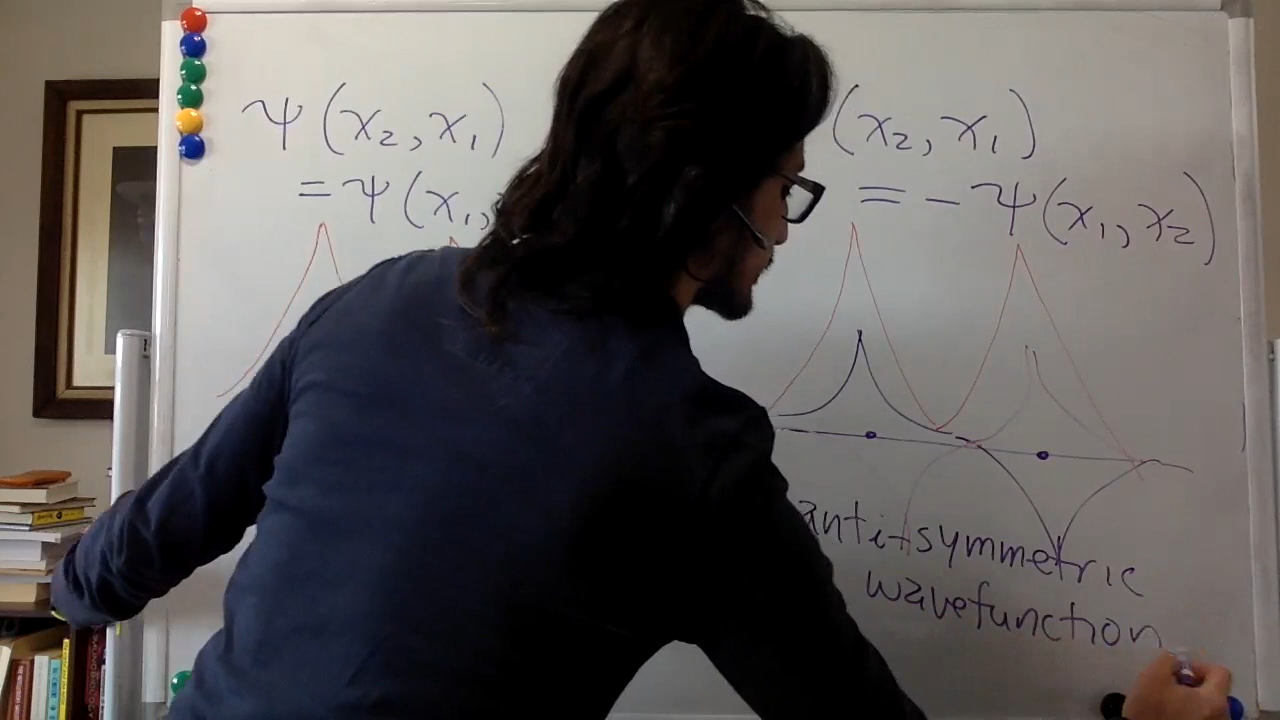 ψ(x₂, x₁)
= ψ(x₁,
(x₂, x₁)
= - ψ(x₁, x₂)
anti-symmetric
wavefunction